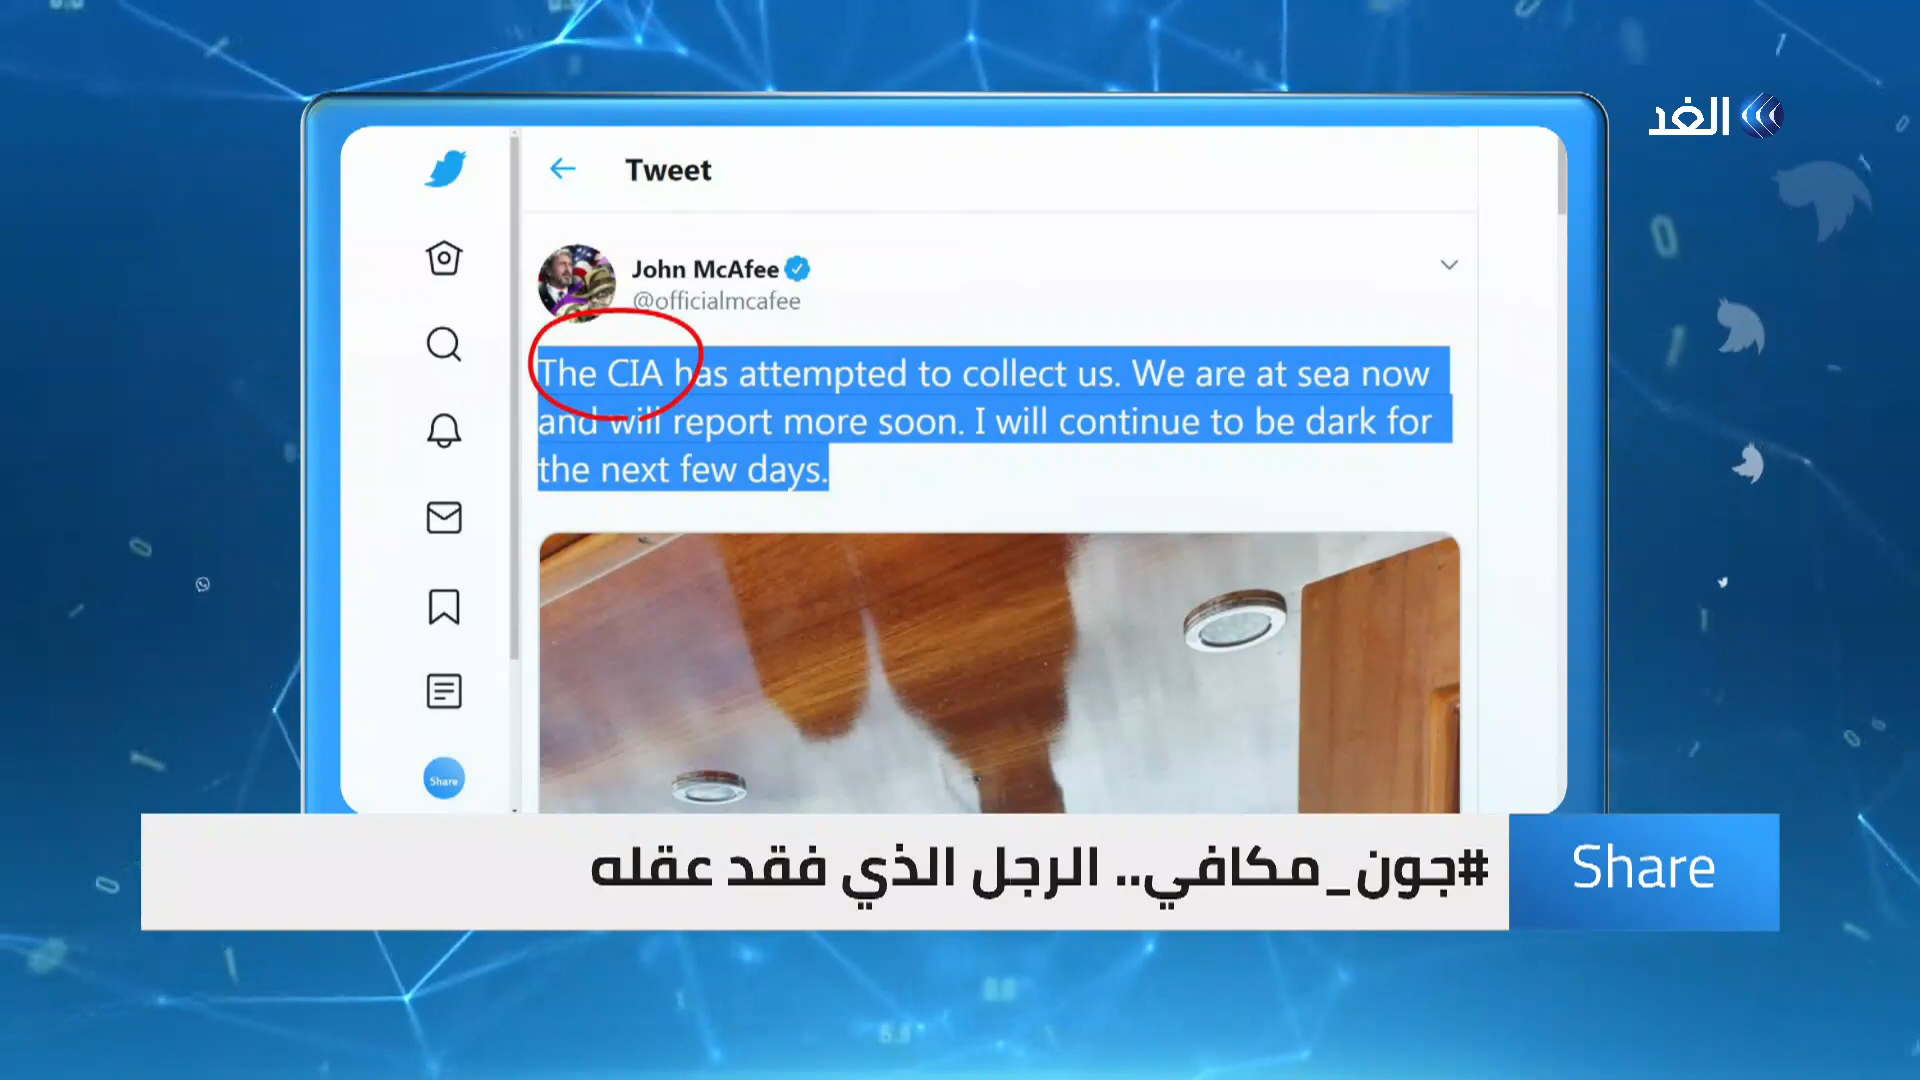 الغد
Tweet
John McAfee
@officialmcafee
The CIA has attempted to collect us. We are at sea now
and will report more soon. I will continue to be dark for
the next few days.
Share
#جون_مكافي.. الرجل الذي فقد عقله
Share